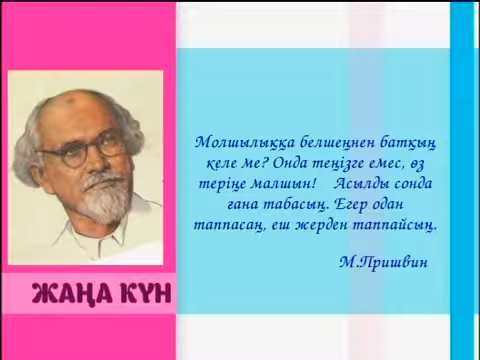 Молшылыққа белшеңнен батқың
келе ме? Онда теңізге емес, өз
теріңе малшын! Асылды сонда
ғана табасың. Егер одан
таппасаң, еш жерден таппайсың.
М.Пришвин
ЖАҢА КҮН